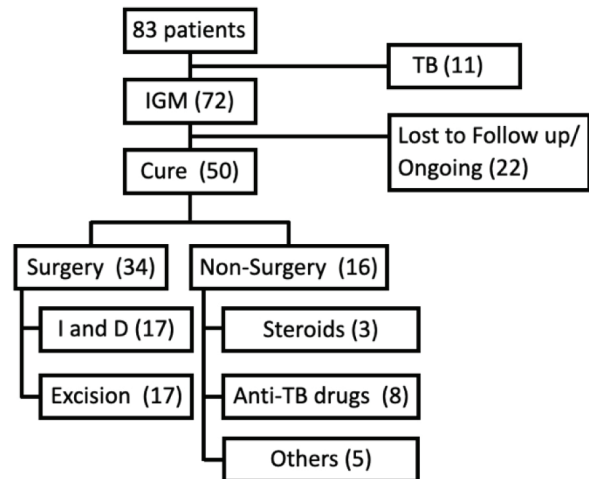 83 patients
TB (11)
IGM (72)
Lost to Follow up/
Ongoing (22)
Cure (50)
Surgery (34)
Non-Surgery (16)
I and D (17)
Steroids (3)
Excision (17)
Anti-TB drugs (8)
Others (5)